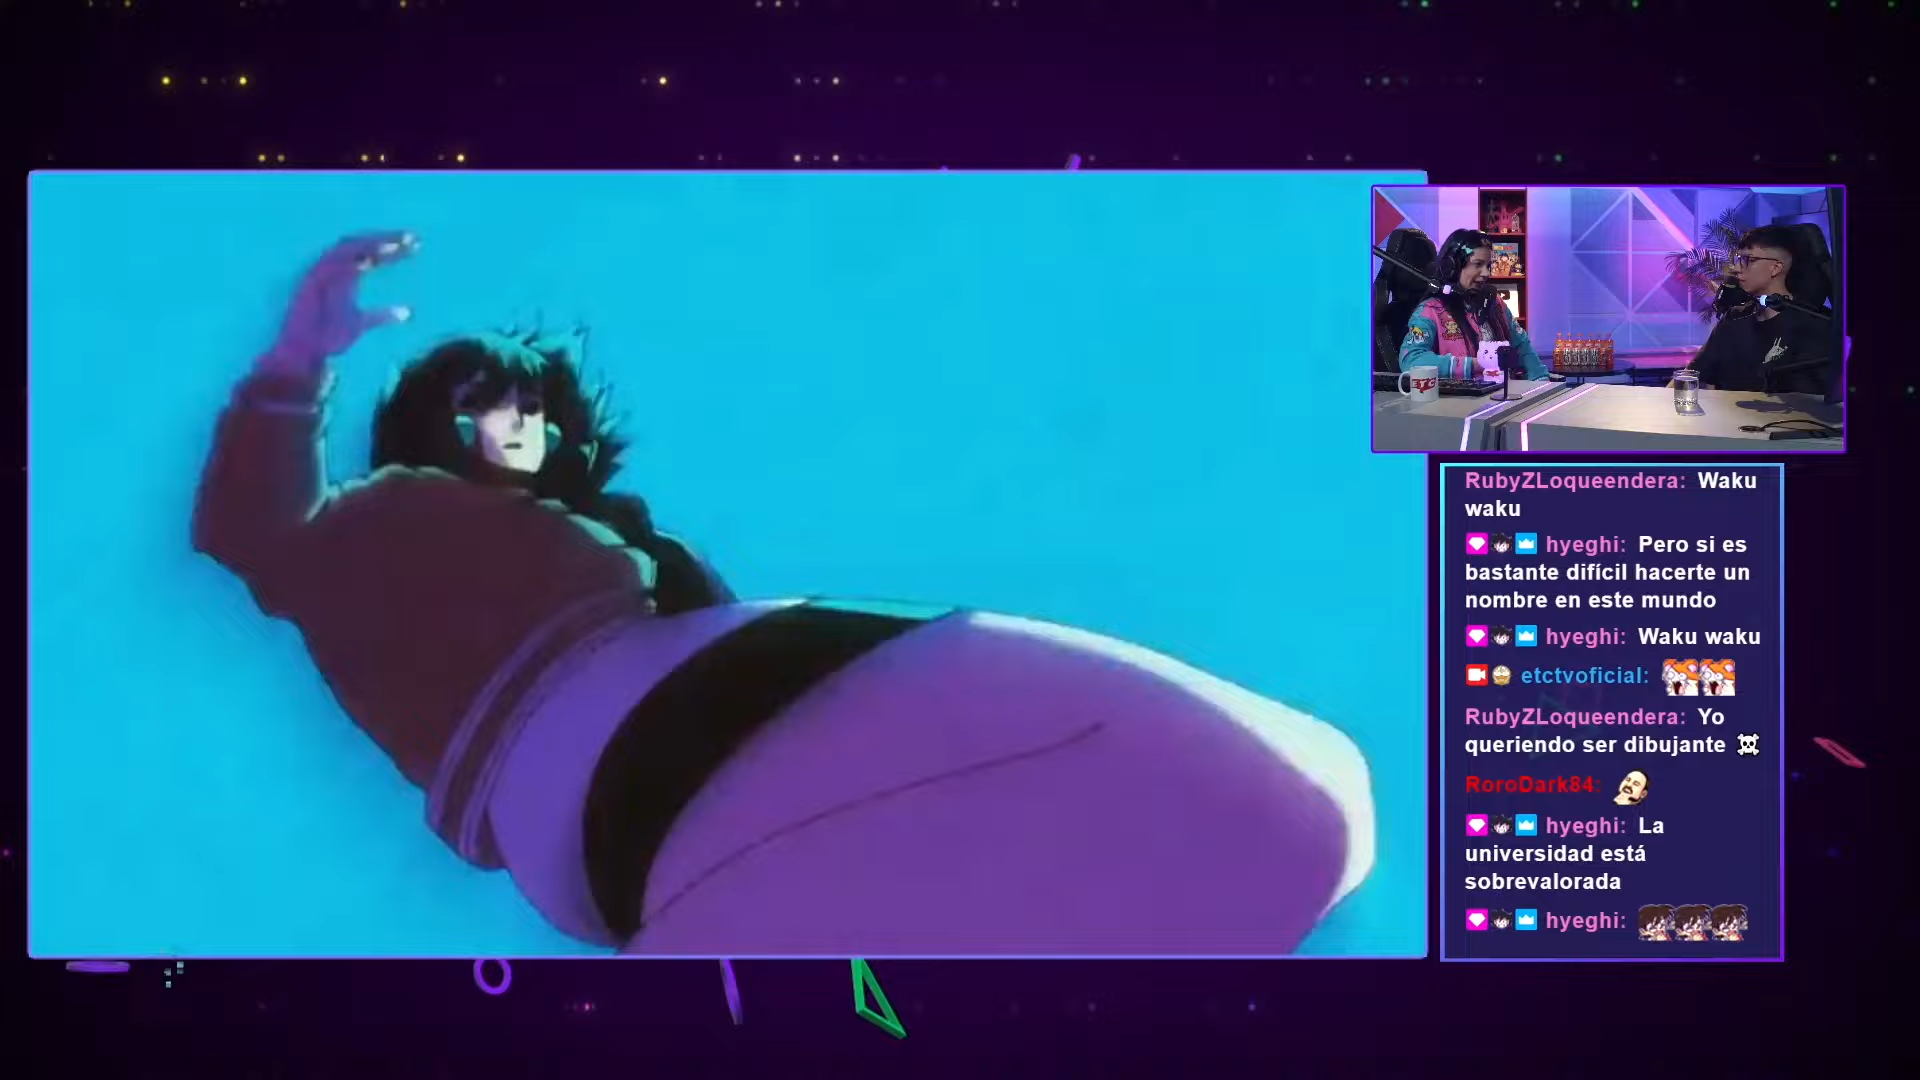 RubyZLoqueendera: Waku
waku
hyeghi: Pero si es
bastante difícil hacerte un
nombre en este mundo
hyeghi: Waku waku
etctvoficial:
RubyZLoqueendera: Yo
queriendo ser dibujante
RoroDark84:
hyeghi: La
universidad está
sobrevalorada
hyeghi:
ETC